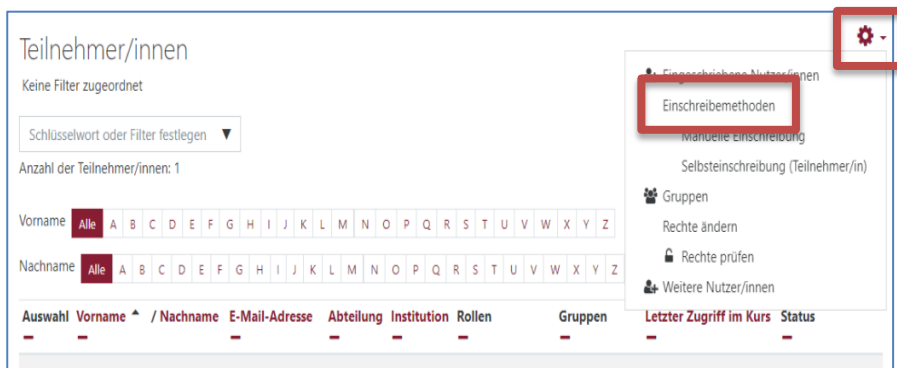 Teilnehmer/innen
Keine Filter zugeordnet
Schlüsselwort oder Filter festlegen ▼
Anzahl der Teilnehmer/innen: 1
Vorname Alle A B C D E F G H I J K L M N O P Q R S T U V W X Y Z
Nachname Alle A B C D E F G H I J K L M N O P Q R S T U V W X Y Z
Auswahl Vorname / Nachname E-Mail-Adresse Abteilung Institution Rollen Gruppen Letzter Zugriff im Kurs Status
Eingeschriebene Nutzer/innen
Einschreibemethoden
Manuelle Einschreibung
Selbsteinschreibung (Teilnehmer/in)
Gruppen
Rechte ändern
Rechte prüfen
Weitere Nutzer/innen